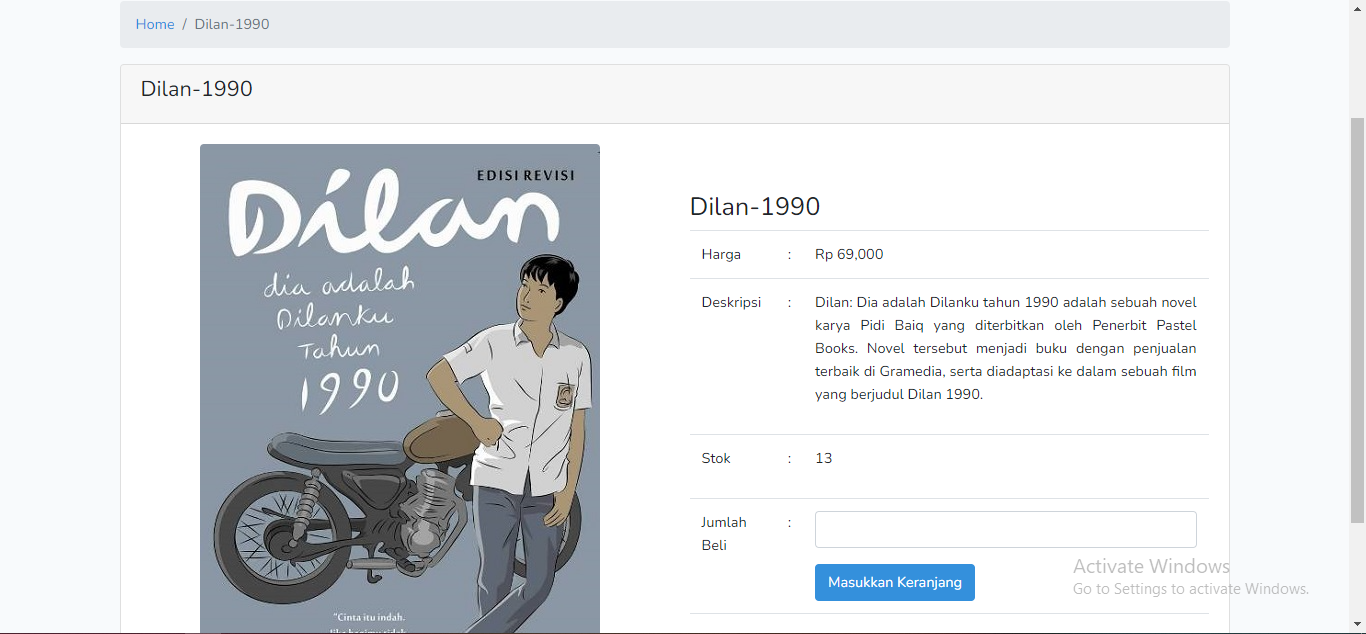 Home / Dilan-1990
Dilan-1990
EDISI REVISI
Dilan
dia adalah
Dilanku
Tahun
1990
"Cinta itu indah.
Dilan-1990
Harga : Rp 69,000
Deskripsi : Dilan: Dia adalah Dilanku tahun 1990 adalah sebuah novel
karya Pidi Baiq yang diterbitkan oleh Penerbit Pastel
Books. Novel tersebut menjadi buku dengan penjualan
terbaik di Gramedia, serta diadaptasi ke dalam sebuah film
yang berjudul Dilan 1990.
Stok : 13
Jumlah :
Beli
Masukkan Keranjang
Activate Windows
Go to Settings to activate Windows.